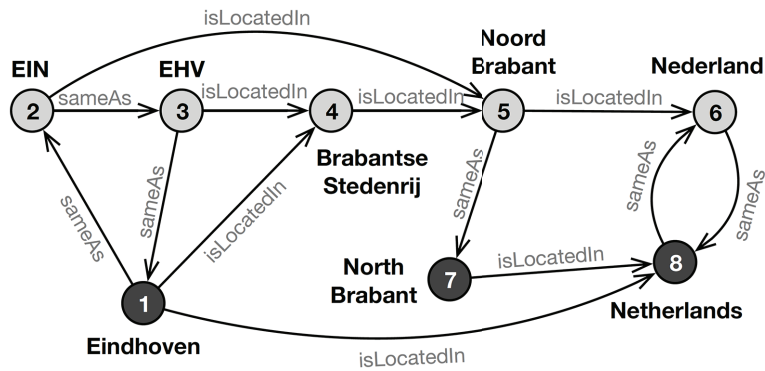 isLocatedIn
EIN
EHV
Noord
Brabant
Nederland
2
sameAs
3
isLocatedIn
4
isLocatedIn
5
isLocatedIn
6
Brabantse
Stedenrij
sameAs
sameAs
isLocatedIn
sameAs
sameAs
sameAs
North
Brabant
7
isLocatedIn
8
Netherlands
1
Eindhoven
isLocatedIn